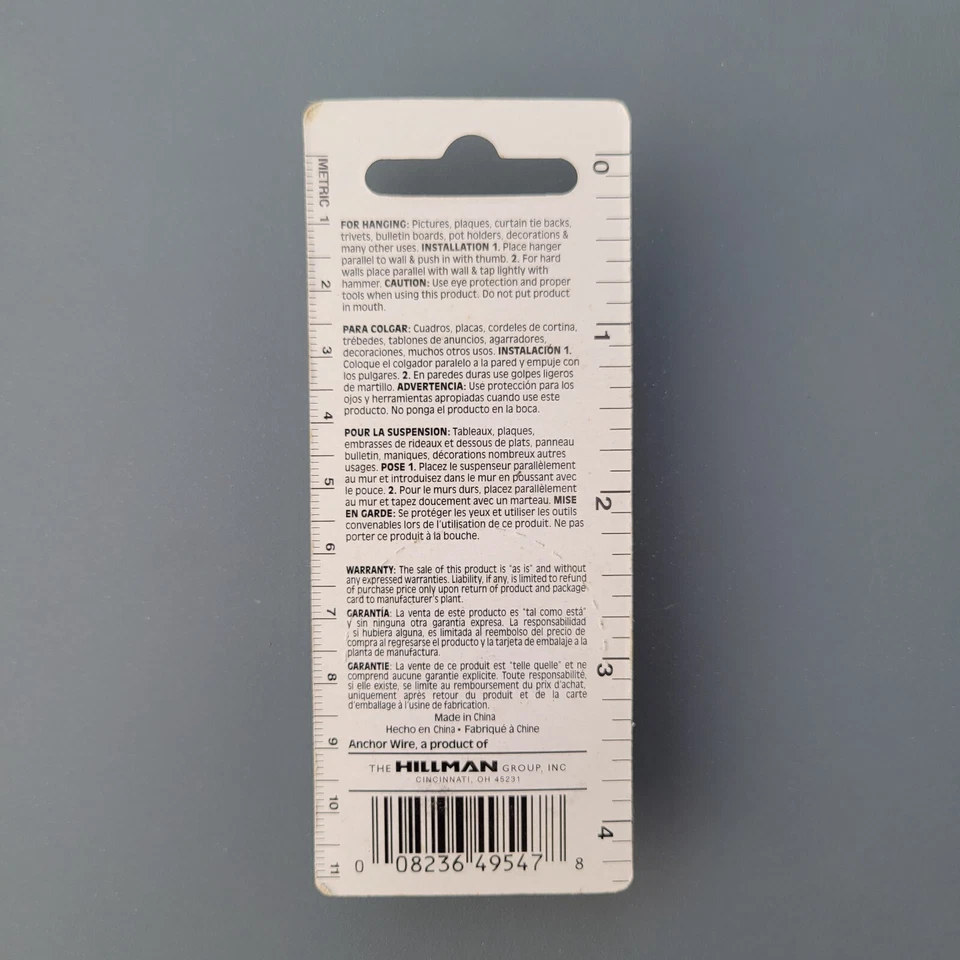 FOR HANGING: Pictures, plaques, curtain tie backs,
trivets, bulletin boards, pot holders, decorations &
many other uses. INSTALLATION 1. Place hanger
parallel to wall & push in with thumb. 2. For hard
walls place parallel with wall & tap lightly with
hammer. CAUTION: Use eye protection and proper
tools when using this product. Do not put product
in mouth.
PARA COLGAR: Cuadros, placas, cordeles de cortina,
trébedes, tablones de anuncios, agarradores,
decoraciones, muchos otros usos. INSTALACIÓN 1.
Coloque el colgador paralelo a la pared y empuje con
los pulgares. 2. En paredes duras use golpes ligeros
de martillo. ADVERTENCIA: Use protección para los
ojos y herramientas apropiadas cuando use este
producto. No ponga el producto en la boca.
POUR LA SUSPENSION: Tableaux, plaques,
embrasses de rideaux et dessous de plats, panneau
bulletin, maniques, décorations nombreux autres
usages. POSE 1. Placez le suspenseur parallèlement
au mur et introduisez dans le mur en poussant avec
le pouce. 2. Pour le murs durs, placez parallèlement
au mur et tapez doucement avec un marteau. MISE
EN GARDE: Se protéger les yeux et utiliser les outils
convenables lors de l'utilisation de ce produit. Ne pas
porter ce produit à la bouche.
WARRANTY: The sale of this product is "as is" and without
any expressed warranties. Liability, if any, is limited to refund
of purchase price only upon return of product and package
card to manufacturer's plant.
GARANTÍA: La venta de este producto es "tal como está"
y sin ninguna otra garantía expresa. La responsabilidad
si hubiera alguna, es limitada al reembolso del precio de
compra al regresarse el producto y la tarjeta de embalaje a la
planta de manufactura.
GARANTIE: La vente de ce produit est "telle quelle" et ne
comprend aucune garantie explicite. Toute responsabilité,
si elle existe, se limite au remboursement du prix d'achat,
uniquement après retour du produit et de la carte
d'emballage à l'usine de fabrication.
Made in China
Hecho en China • Fabriqué à Chine
Anchor Wire, a product of
THE HILLMAN GROUP, INC
CINCINNATI, OH 45231
0 08236 49547 8
METRIC 1 2 3 4 5 6 7 8 9 10 11
0 1 2 3 4